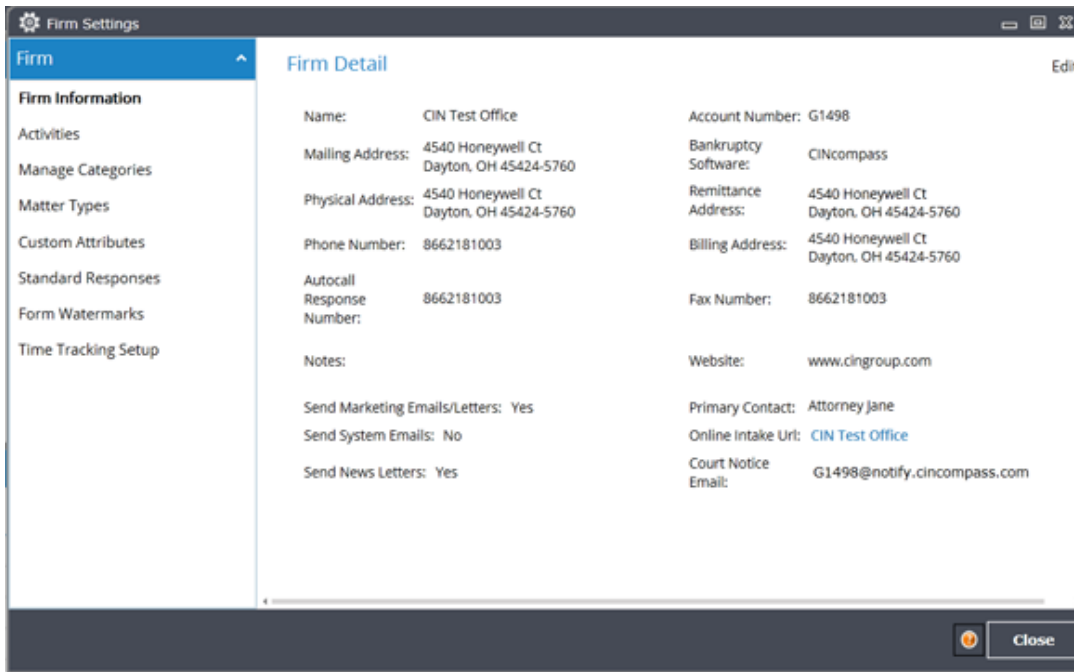 Firm Settings
Firm
Firm Information
Activities
Manage Categories
Matter Types
Custom Attributes
Standard Responses
Form Watermarks
Time Tracking Setup
Firm Detail
Edit
Name: CIN Test Office
Account Number: G1498
Mailing Address: 4540 Honeywell Ct
Dayton, OH 45424-5760
Bankruptcy
Software: CINcompass
Physical Address: 4540 Honeywell Ct
Dayton, OH 45424-5760
Remittance
Address: 4540 Honeywell Ct
Dayton, OH 45424-5760
Phone Number: 8662181003
Billing Address: 4540 Honeywell Ct
Dayton, OH 45424-5760
Autocall
Response
Number: 8662181003
Fax Number: 8662181003
Notes:
Website: www.cingroup.com
Send Marketing Emails/Letters: Yes
Primary Contact: Attorney Jane
Send System Emails: No
Online Intake Url: CIN Test Office
Send News Letters: Yes
Court Notice
Email: G1498@notify.cincompass.com
Close